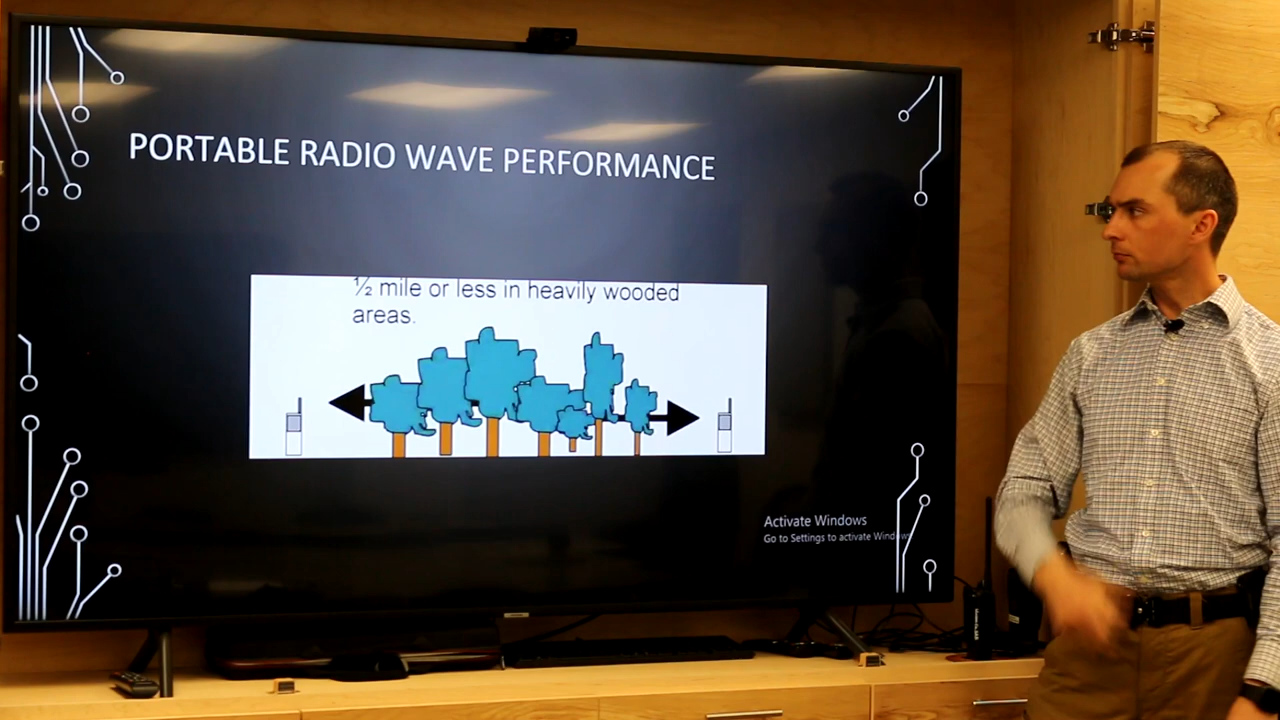 PORTABLE RADIO WAVE PERFORMANCE
½ mile or less in heavily wooded
areas.
Activate Windows
Go to Settings to activate Windows